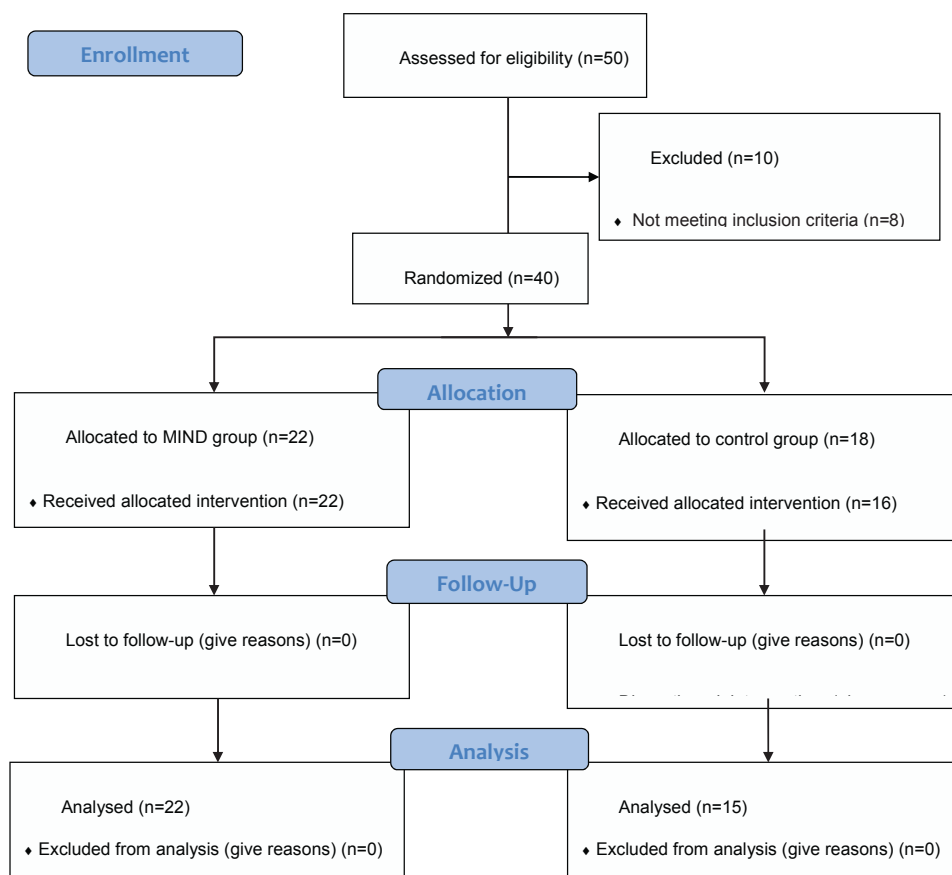 Enrollment
Assessed for eligibility (n=50)
Excluded (n=10)
♦ Not meeting inclusion criteria (n=8)
Randomized (n=40)
Allocation
Allocated to MIND group (n=22)
♦ Received allocated intervention (n=22)
Allocated to control group (n=18)
♦ Received allocated intervention (n=16)
Follow-Up
Lost to follow-up (give reasons) (n=0)
Lost to follow-up (give reasons) (n=0)
Analysis
Analysed (n=22)
♦ Excluded from analysis (give reasons) (n=0)
Analysed (n=15)
♦ Excluded from analysis (give reasons) (n=0)